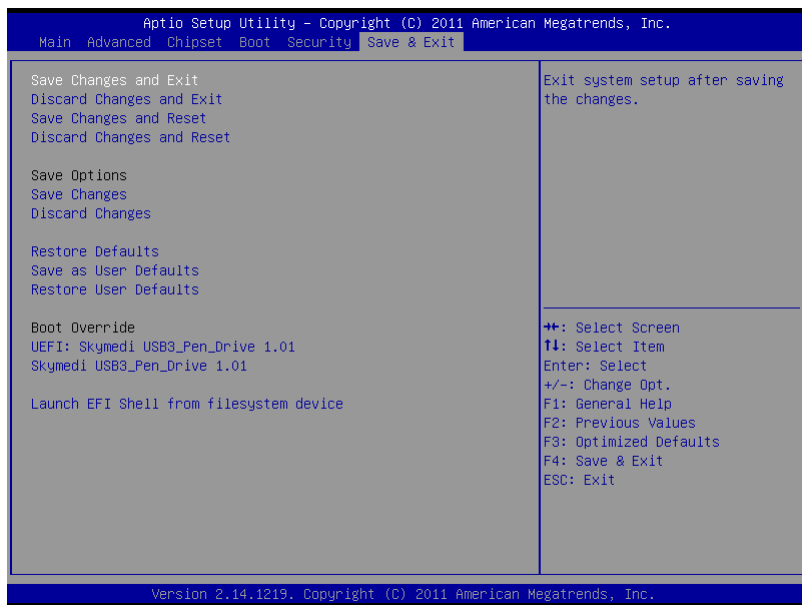 Aptio Setup Utility – Copyright (C) 2011 American Megatrends, Inc.
Main Advanced Chipset Boot Security Save & Exit
Save Changes and Exit
Discard Changes and Exit
Save Changes and Reset
Discard Changes and Reset
Save Options
Save Changes
Discard Changes
Restore Defaults
Save as User Defaults
Restore User Defaults
Boot Override
UEFI: Skymedi USB3_Pen_Drive 1.01
Skymedi USB3_Pen_Drive 1.01
Launch EFI Shell from filesystem device
Exit system setup after saving
the changes.
→←: Select Screen
↑↓: Select Item
Enter: Select
+/-: Change Opt.
F1: General Help
F2: Previous Values
F3: Optimized Defaults
F4: Save & Exit
ESC: Exit
Version 2.14.1219. Copyright (C) 2011 American Megatrends, Inc.